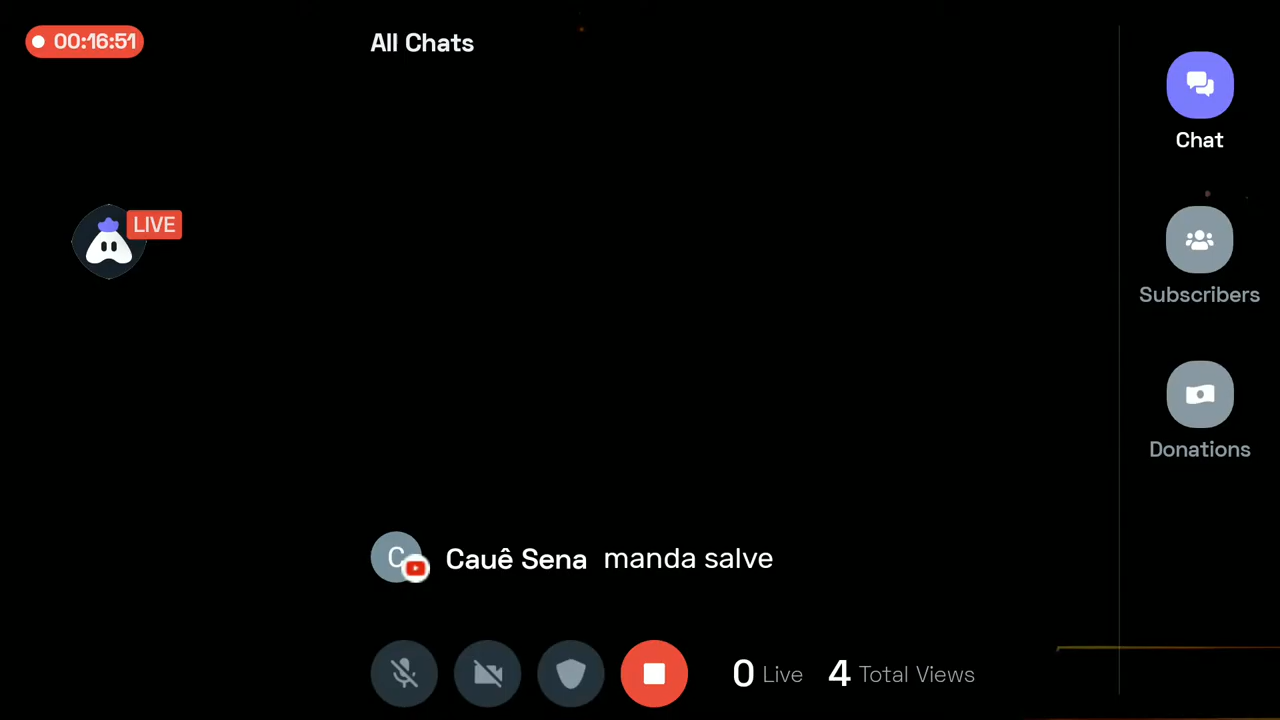 00:16:51
All Chats
Chat
LIVE
Subscribers
Donations
C Cauê Sena manda salve
0 Live 4 Total Views